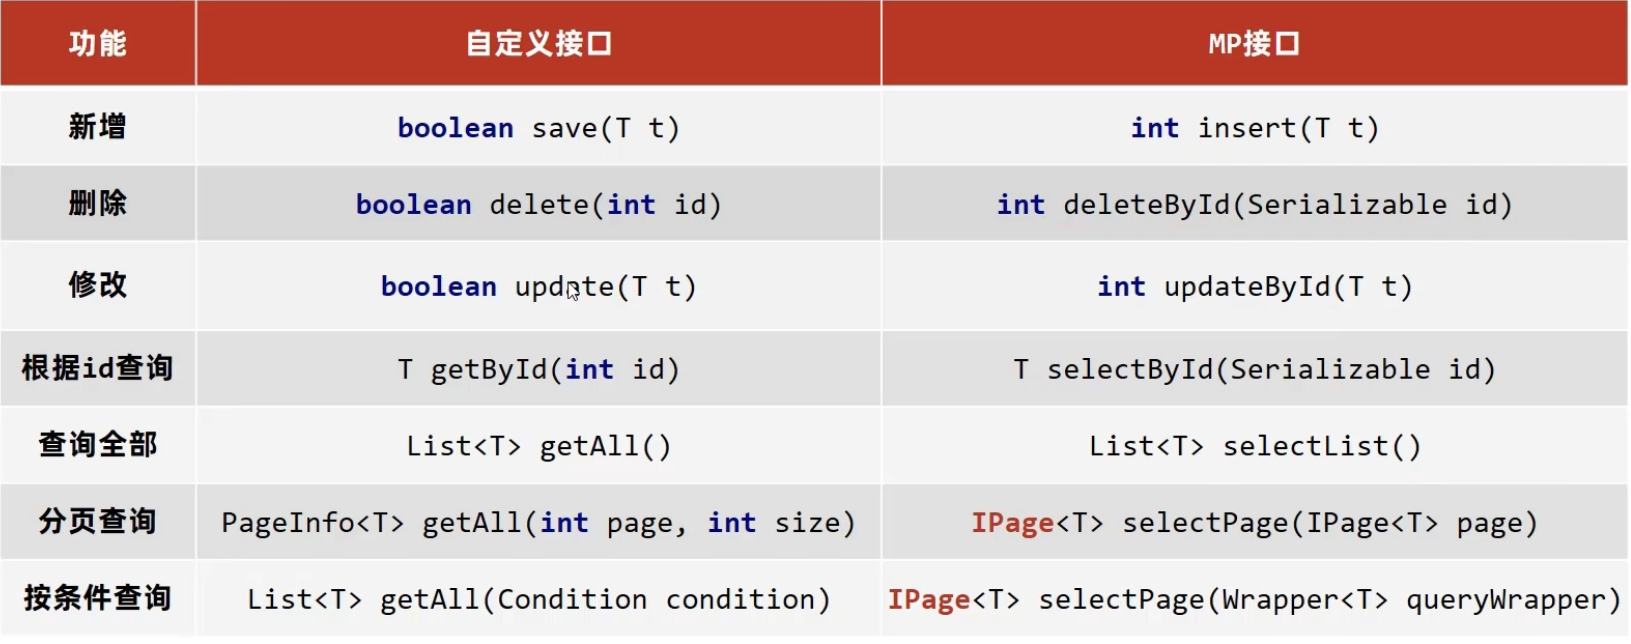 功能 自定义接口 MP接口
新增 boolean save(T t) int insert(T t)
删除 boolean delete(int id) int deleteById(Serializable id)
修改 boolean update(T t) int updateById(T t)
根据id查询 T getById(int id) T selectById(Serializable id)
查询全部 List<T> getAll() List<T> selectList()
分页查询 PageInfo<T> getAll(int page, int size) IPage<T> selectPage(IPage<T> page)
按条件查询 List<T> getAll(Condition condition) IPage<T> selectPage(Wrapper<T> queryWrapper)